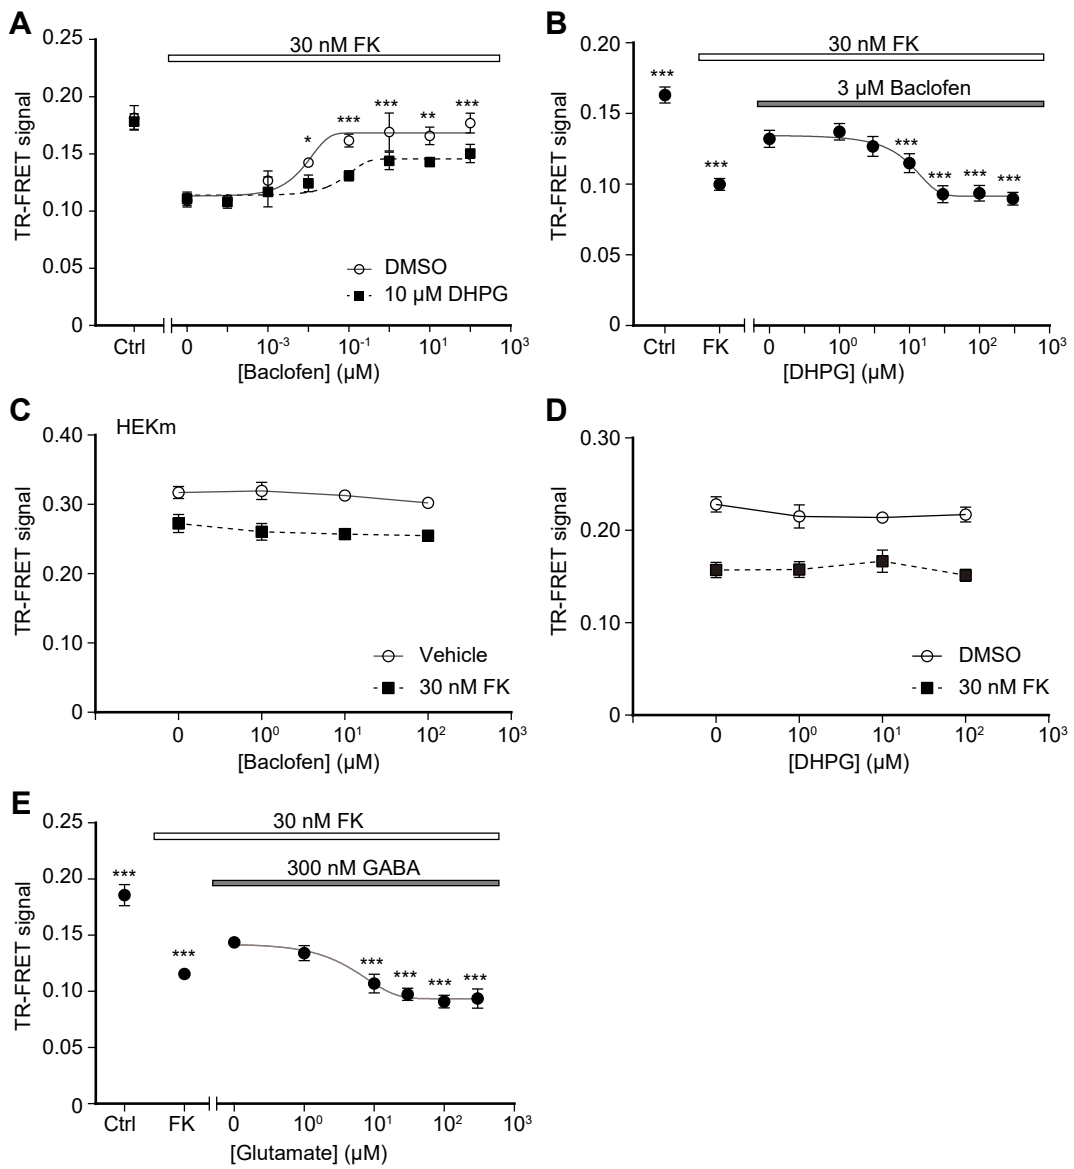 A
30 nM FK
0.25
0.20
0.15
0.10
0.05
0
TR-FRET signal
* *** *** ** ***
DMSO
10 µM DHPG
Ctrl 0 10⁻³ 10⁻¹ 10¹ 10³
[Baclofen] (µM)
B
30 nM FK
3 µM Baclofen
0.20
0.15
0.10
0.05
0
TR-FRET signal
*** *** *** *** *** ***
Ctrl FK 0 10⁰ 10¹ 10² 10³
[DHPG] (µM)
C
HEKm
0.40
0.30
0.20
0.10
0
TR-FRET signal
Vehicle
30 nM FK
0 10⁰ 10¹ 10² 10³
[Baclofen] (µM)
D
0.30
0.20
0.10
0
TR-FRET signal
DMSO
30 nM FK
0 10⁰ 10¹ 10² 10³
[DHPG] (µM)
E
30 nM FK
300 nM GABA
0.25
0.20
0.15
0.10
0.05
0
TR-FRET signal
*** *** *** *** *** ***
Ctrl FK 0 10⁰ 10¹ 10² 10³
[Glutamate] (µM)